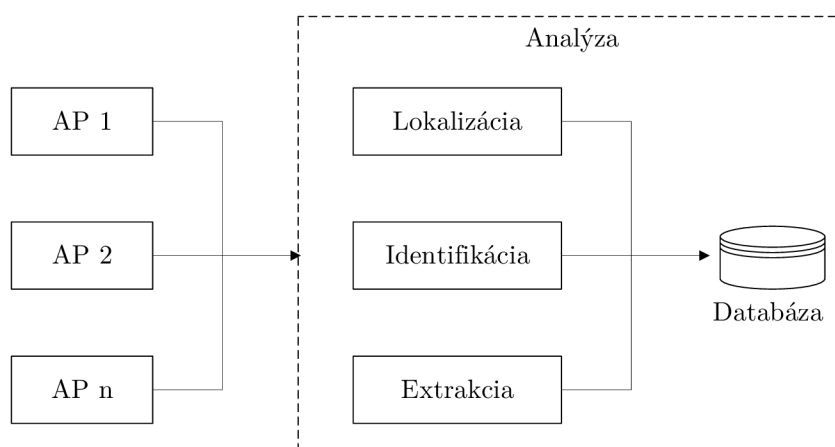 Analýza
AP 1
Lokalizácia
AP 2
Identifikácia
Databáza
AP n
Extrakcia